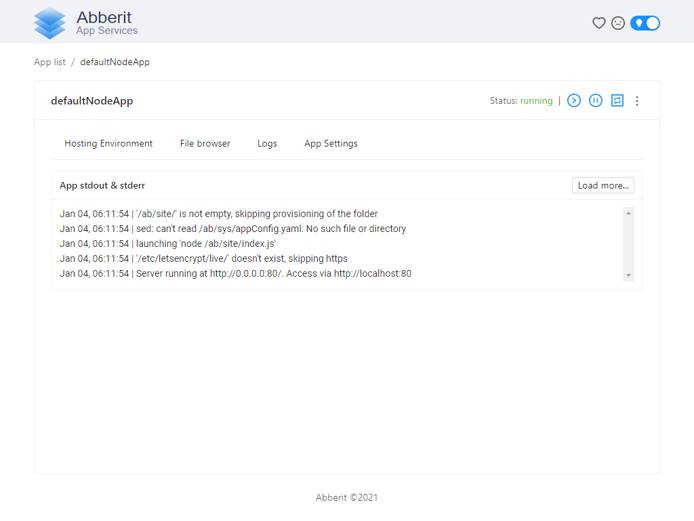 Abberit
App Services
App list / defaultNodeApp
defaultNodeApp
Status: running |
Hosting Environment File browser Logs App Settings
App stdout & stderr
Load more...
Jan 04, 06:11:54 | '/ab/site/' is not empty, skipping provisioning of the folder
Jan 04, 06:11:54 | sed: can't read /ab/sys/appConfig.yaml: No such file or directory
Jan 04, 06:11:54 | launching 'node /ab/site/index.js'
Jan 04, 06:11:54 | '/etc/letsencrypt/live/' doesn't exist, skipping https
Jan 04, 06:11:54 | Server running at http://0.0.0.0:80/. Access via http://localhost:80
Abberit ©2021